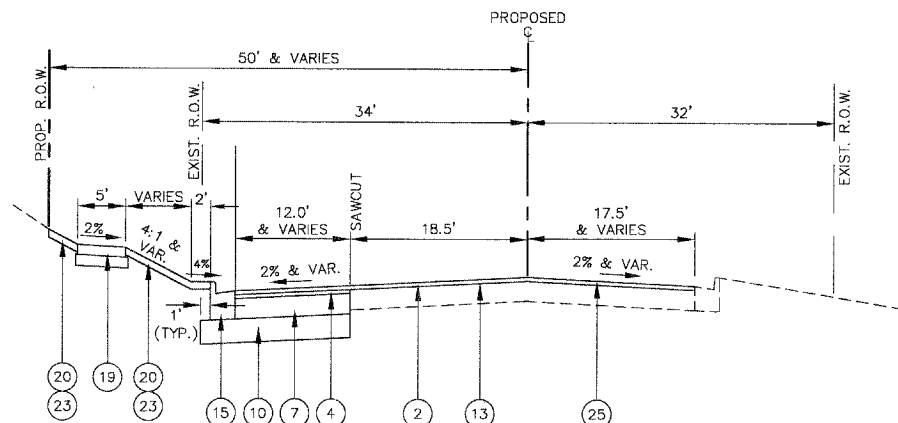 PROPOSED
℄
50' & VARIES
PROP. R.O.W.
EXIST. R.O.W.
34'
32'
EXIST. R.O.W.
5'
VARIES
2'
SAWCUT
12.0'
& VARIES
18.5'
17.5'
& VARIES
2%
4:1 &
VAR.
4%
2% & VAR.
2% & VAR.
1'
(TYP.)
20
19
20
15
10
7
4
2
13
25
23
23